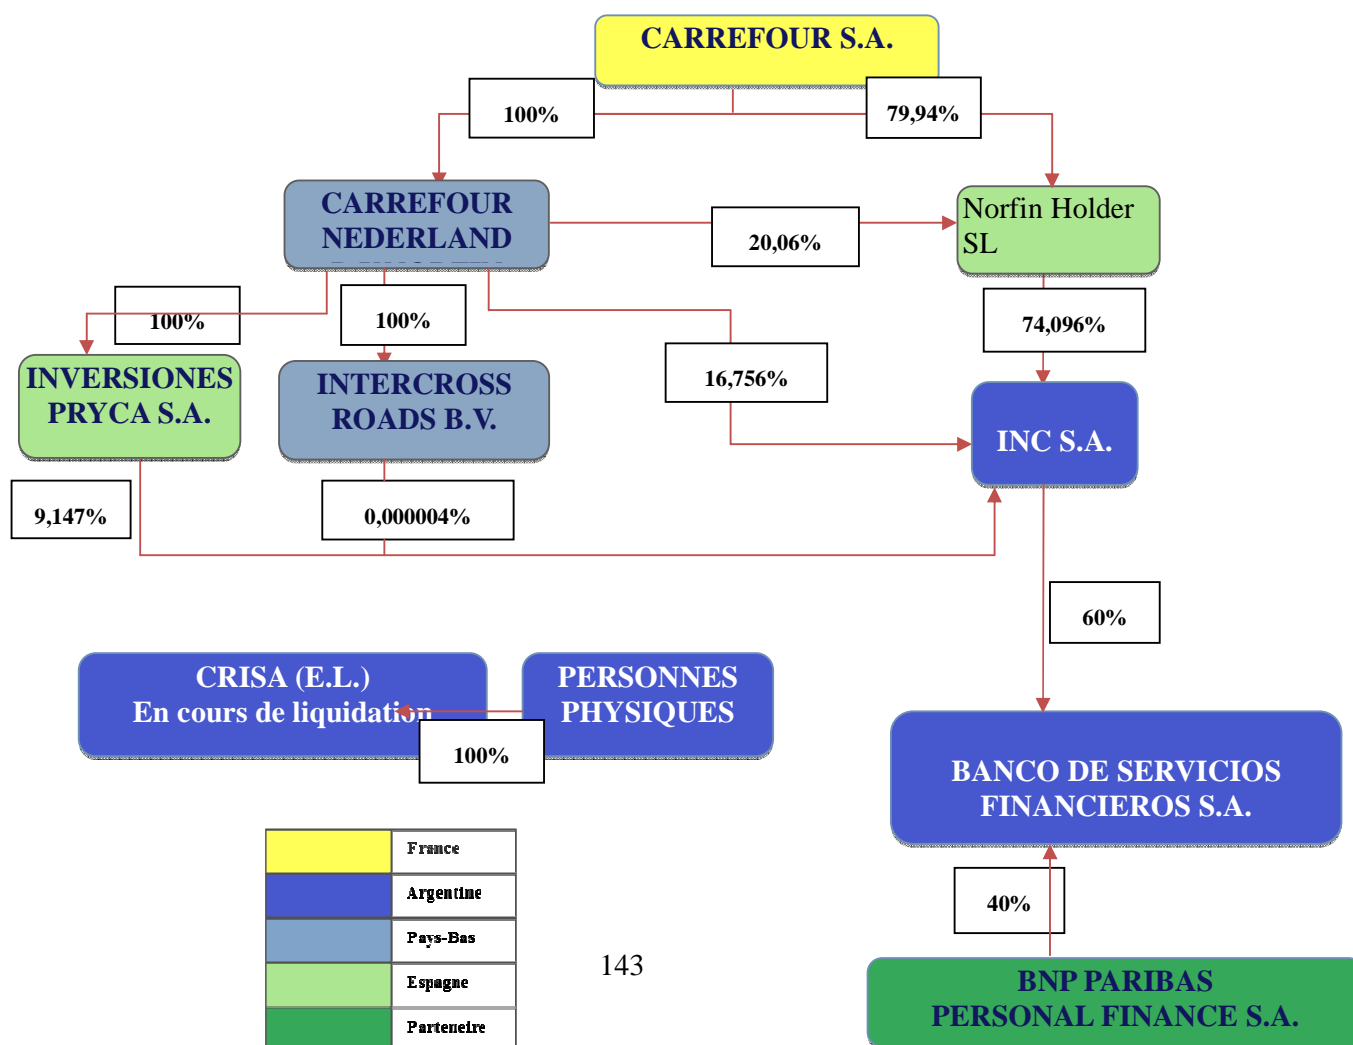 CARREFOUR S.A.
100%
79,94%
CARREFOUR
NEDERLAND
20,06%
Norfin Holder
SL
100%
100%
16,756%
74,096%
INVERSIONES
PRYCA S.A.
INTERCROSS
ROADS B.V.
INC S.A.
9,147%
0,000004%
60%
CRISA (E.L.)
En cours de liquidation
PERSONNES
PHYSIQUES
100%
BANCO DE SERVICIOS
FINANCIEROS S.A.
France
Argentine
Pays-Bas
Espagne
Parteneire
40%
143
BNP PARIBAS
PERSONAL FINANCE S.A.